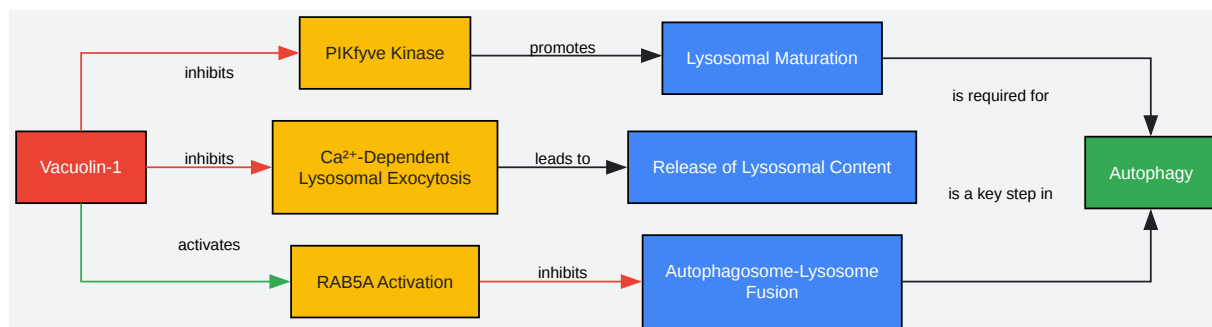 PIKfyve Kinase
promotes
Lysosomal Maturation
inhibits
is required for
Vacuolin-1
inhibits
Ca²⁺-Dependent
Lysosomal Exocytosis
leads to
Release of Lysosomal Content
Autophagy
is a key step in
activates
RAB5A Activation
inhibits
Autophagosome-Lysosome
Fusion